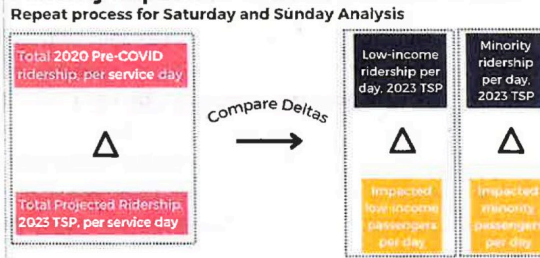 Repeat process for Saturday and Sunday Analysis
Total 2020 Pre-COVID
ridership, per service day
Δ
Total Projected Ridership,
2023 TSP, per service day
Compare Deltas
Low-income
ridership per
day, 2023 TSP
Δ
Impacted
low-income
passengers
per day
Minority
ridership
per day,
2023 TSP
Δ
Impacted
minority
passengers
per day